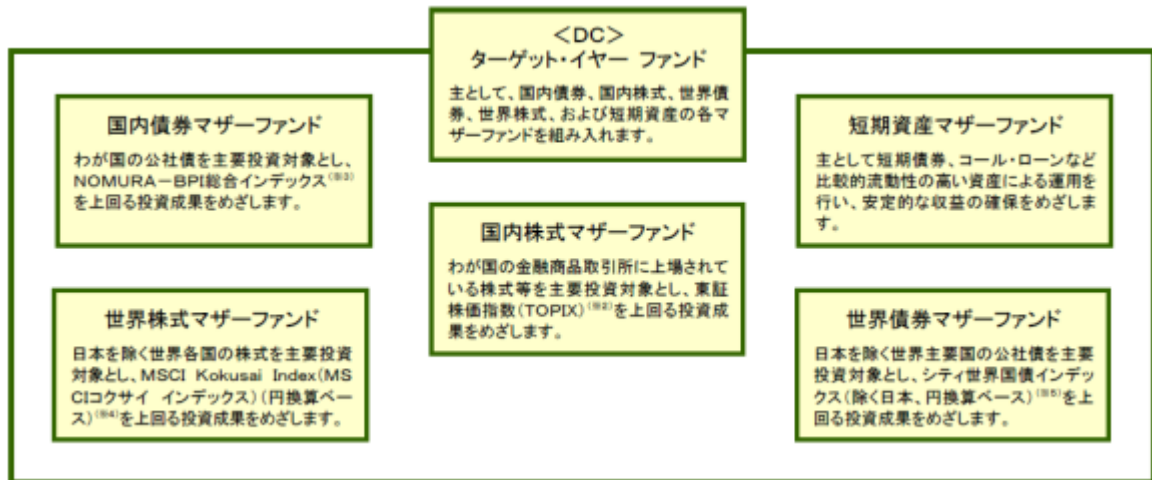 ＜DC＞
ターゲット・イヤー ファンド
主として、国内債券、国内株式、世界債
券、世界株式、および短期資産の各マ
ザーファンドを組み入れます。
国内債券マザーファンド
わが国の公社債を主要投資対象とし、
NOMURA－BPI総合インデックス(※3)
を上回る投資成果をめざします。
短期資産マザーファンド
主として短期債券、コール・ローンなど
比較的流動性の高い資産による運用を
行い、安定的な収益の確保をめざしま
す。
国内株式マザーファンド
わが国の金融商品取引所に上場されて
いる株式等を主要投資対象とし、東証
株価指数(TOPIX)(※2)を上回る投資成
果をめざします。
世界株式マザーファンド
日本を除く世界各国の株式を主要投資
対象とし、MSCI Kokusai Index(MS
CIコクサイ インデックス)(円換算ベー
ス)(※4)を上回る投資成果をめざします。
世界債券マザーファンド
日本を除く世界主要国の公社債を主要
投資対象とし、シティ世界国債インデッ
クス(除く日本、円換算ベース)(※5)を上
回る投資成果をめざします。